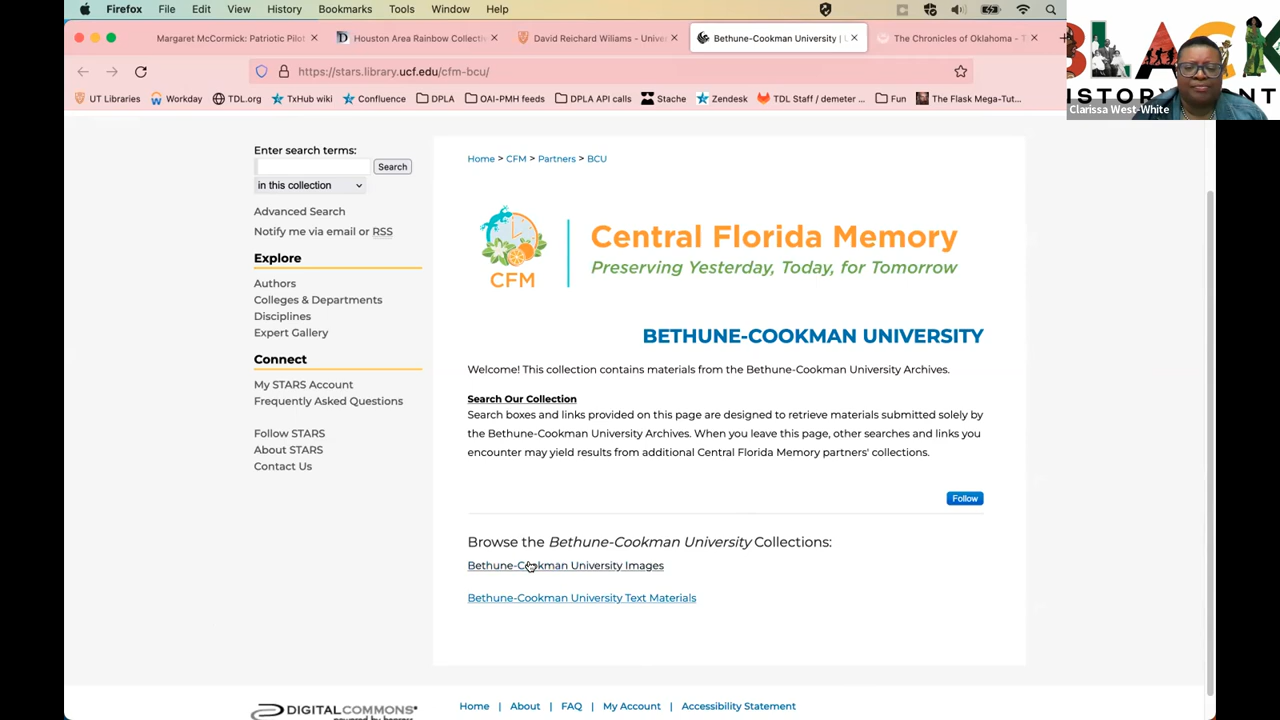 Firefox File Edit View History Bookmarks Tools Window Help
Margaret McCormick: Patriotic Pilot
Houston Area Rainbow Collecti
David Reichard Wiliams - Univer
Bethune-Cookman University |
The Chronicles of Oklahoma - T
https://stars.library.ucf.edu/cfm-bcu/
UT Libraries Workday TDL.org TxHub wiki Confluence DPLA OAI-PMH feeds DPLA API calls Stache Zendesk TDL Staff / demeter ... Fun The Flask Mega-Tut...
Clarissa West-White
Enter search terms:
Search
in this collection
Advanced Search
Notify me via email or RSS
Explore
Authors
Colleges & Departments
Disciplines
Expert Gallery
Connect
My STARS Account
Frequently Asked Questions
Follow STARS
About STARS
Contact Us
Home > CFM > Partners > BCU
CFM
Central Florida Memory
Preserving Yesterday, Today, for Tomorrow
BETHUNE-COOKMAN UNIVERSITY
Welcome! This collection contains materials from the Bethune-Cookman University Archives.
Search Our Collection
Search boxes and links provided on this page are designed to retrieve materials submitted solely by
the Bethune-Cookman University Archives. When you leave this page, other searches and links you
encounter may yield results from additional Central Florida Memory partners' collections.
Follow
Browse the Bethune-Cookman University Collections:
Bethune-Cookman University Images
Bethune-Cookman University Text Materials
DIGITALCOMMONS
Home | About | FAQ | My Account | Accessibility Statement